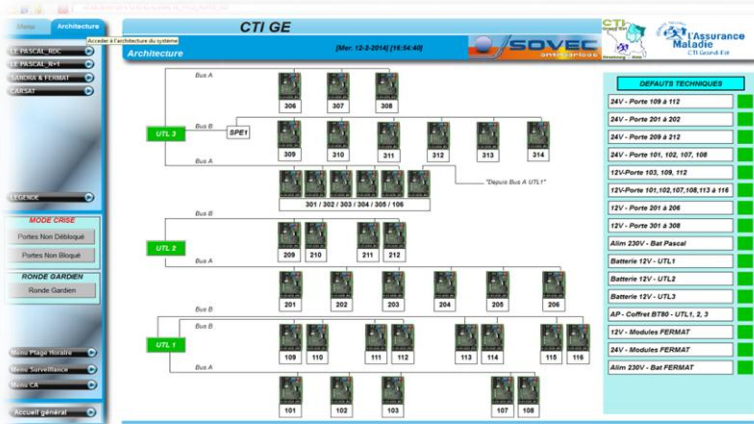 Menu
Architecture
Acceder à l'architecture du système
LE PASCAL_RDC
LE PASCAL_R+1
SANDRA & FERMAT
CARSAT
LEGENDE
MODE CRISE
Portes Non Débloqué
Portes Non Bloqué
RONDE GARDIEN
Ronde Gardien
Menu Plage Horaire
Menu Surveillance
Menu CA
Accueil général
CTI GE
Architecture
[Mer. 12-2-2014] [16:54:40]
SOVEC
entreprises
CTI
Grand-Est
Strasbourg
l'Assurance
Maladie
CTI Grand-Est
Bus A
306 307 308
UTL 3
Bus B
SPE1
309 310 311 312 313 314
Bus A
"Depuis Bus A UTL1"
301 / 302 / 303 / 304 / 305 / 106
Bus B
UTL 2
209 210 211 212
Bus A
201 202 203 204 205 206
Bus B
UTL 1
Bus B
109 110 111 112 113 114 115 116
Bus A
101 102 103 107 108
DEFAUTS TECHNIQUES
24V - Porte 109 à 112
24V - Porte 201 à 202
24V - Porte 209 à 212
24V - Porte 101, 102, 107, 108
12V-Porte 103, 109, 112
12V-Porte 101,102,107,108,113 à 116
12V - Porte 201 à 206
12V - Porte 301 à 308
Alim 230V - Bat Pascal
Batterie 12V - UTL1
Batterie 12V - UTL2
Batterie 12V - UTL3
AP - Coffret BT80 - UTL1, 2, 3
12V - Modules FERMAT
24V - Modules FERMAT
Alim 230V - Bat FERMAT